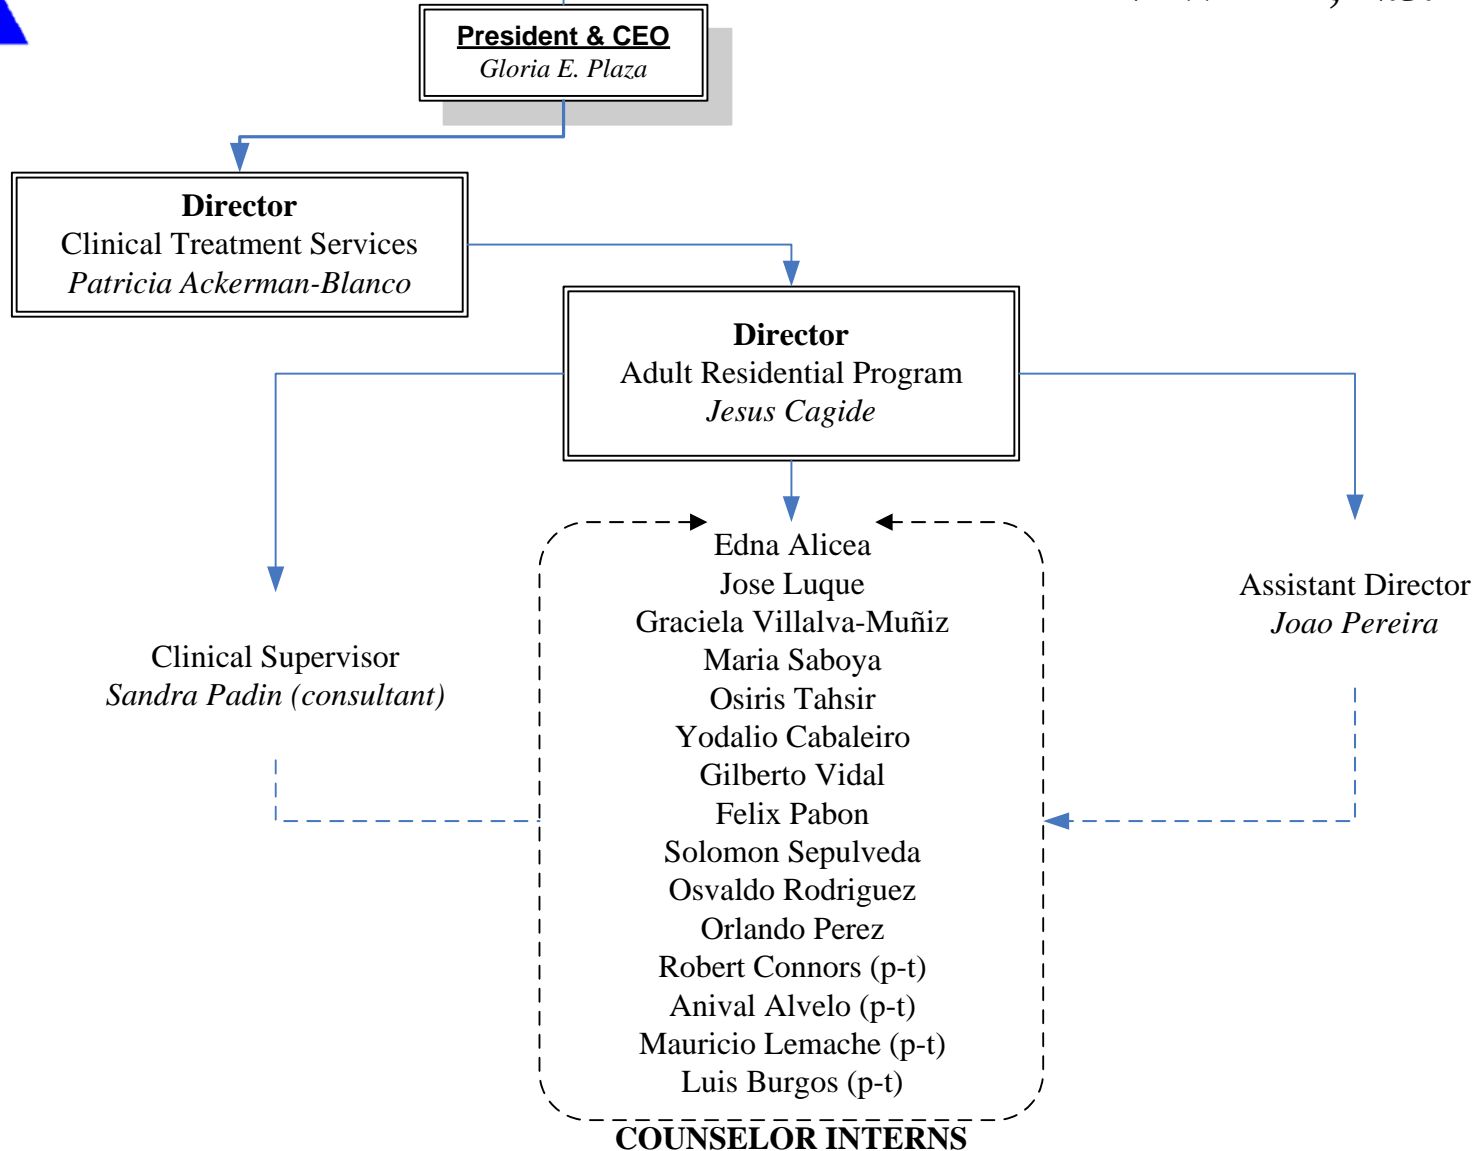 President & CEO
Gloria E. Plaza
Director
Clinical Treatment Services
Patricia Ackerman-Blanco
Director
Adult Residential Program
Jesus Cagide
Clinical Supervisor
Sandra Padin (consultant)
Edna Alicea
Jose Luque
Graciela Villalva-Muñiz
Maria Saboya
Osiris Tahsir
Yodalio Cabaleiro
Gilberto Vidal
Felix Pabon
Solomon Sepulveda
Osvaldo Rodriguez
Orlando Perez
Robert Connors (p-t)
Anival Alvelo (p-t)
Mauricio Lemache (p-t)
Luis Burgos (p-t)
COUNSELOR INTERNS
Assistant Director
Joao Pereira